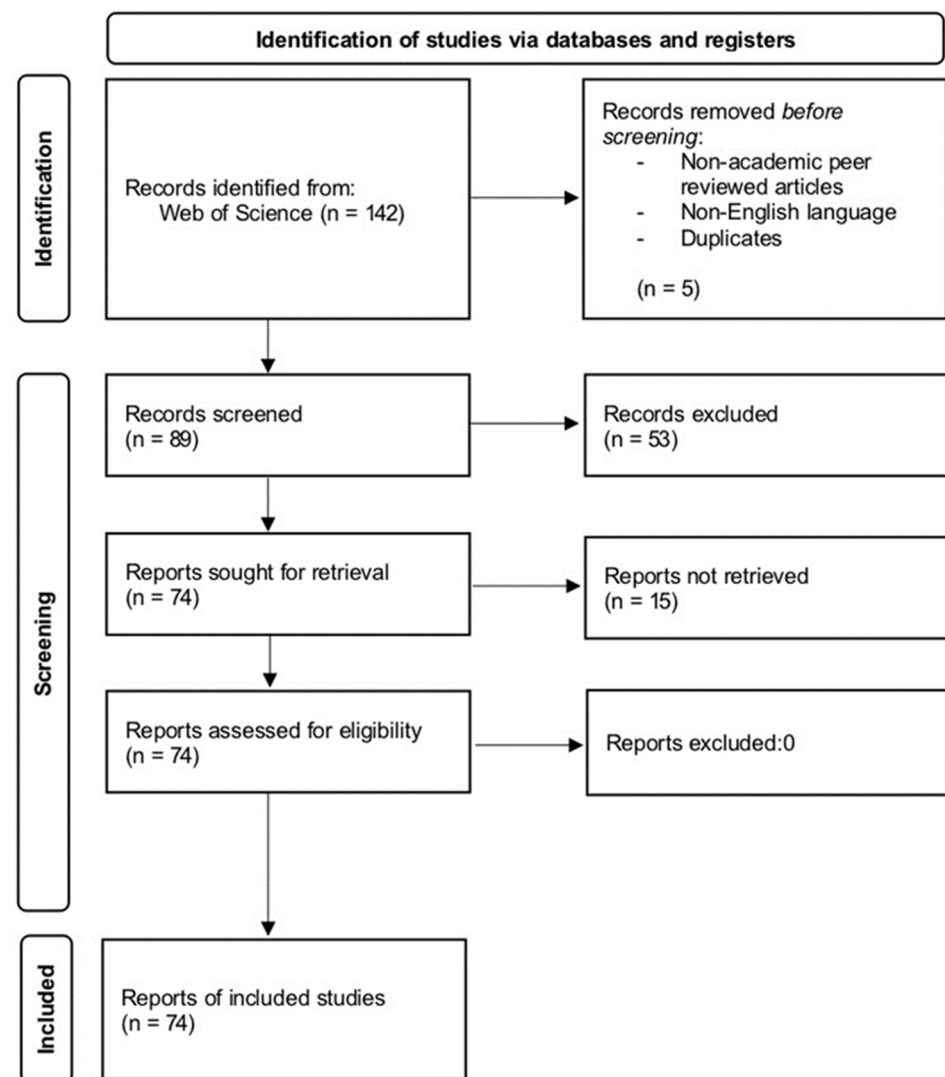 Identification of studies via databases and registers
Identification
Records identified from:
Web of Science (n = 142)
Records removed before
screening:
- Non-academic peer
reviewed articles
- Non-English language
- Duplicates
(n = 5)
Screening
Records screened
(n = 89)
Records excluded
(n = 53)
Reports sought for retrieval
(n = 74)
Reports not retrieved
(n = 15)
Reports assessed for eligibility
(n = 74)
Reports excluded:0
Included
Reports of included studies
(n = 74)